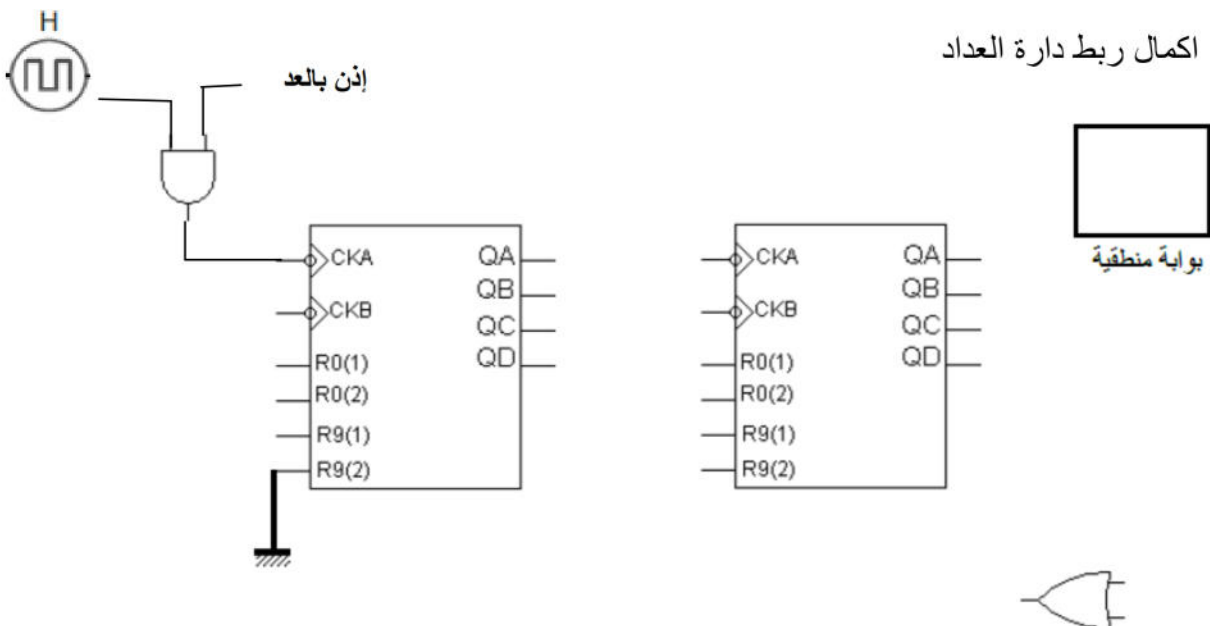 H
اكمال ربط دارة العداد
إذن بالعد
بوابة منطقية
CKA
QA
CKB
QB
QC
R0(1)
QD
R0(2)
R9(1)
R9(2)
CKA
QA
CKB
QB
QC
R0(1)
QD
R0(2)
R9(1)
R9(2)